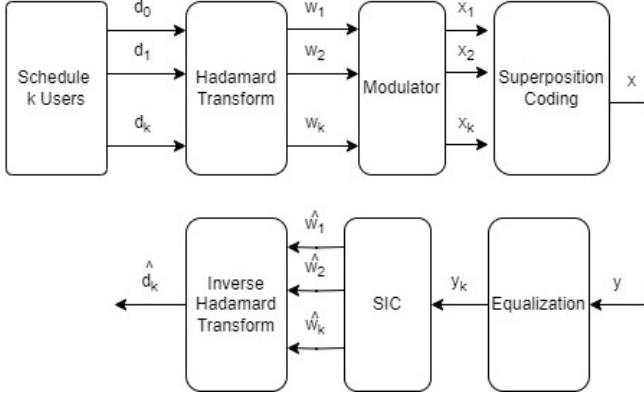 d₀ w₁ x₁
Schedule k Users
d₁ w₂ x₂
Hadamard Transform
Modulator
Superposition Coding
x
dₖ wₖ xₖ
ŵ₁
d̂ₖ
Inverse Hadamard Transform
ŵ₂
SIC
yₖ
Equalization
y
ŵₖ